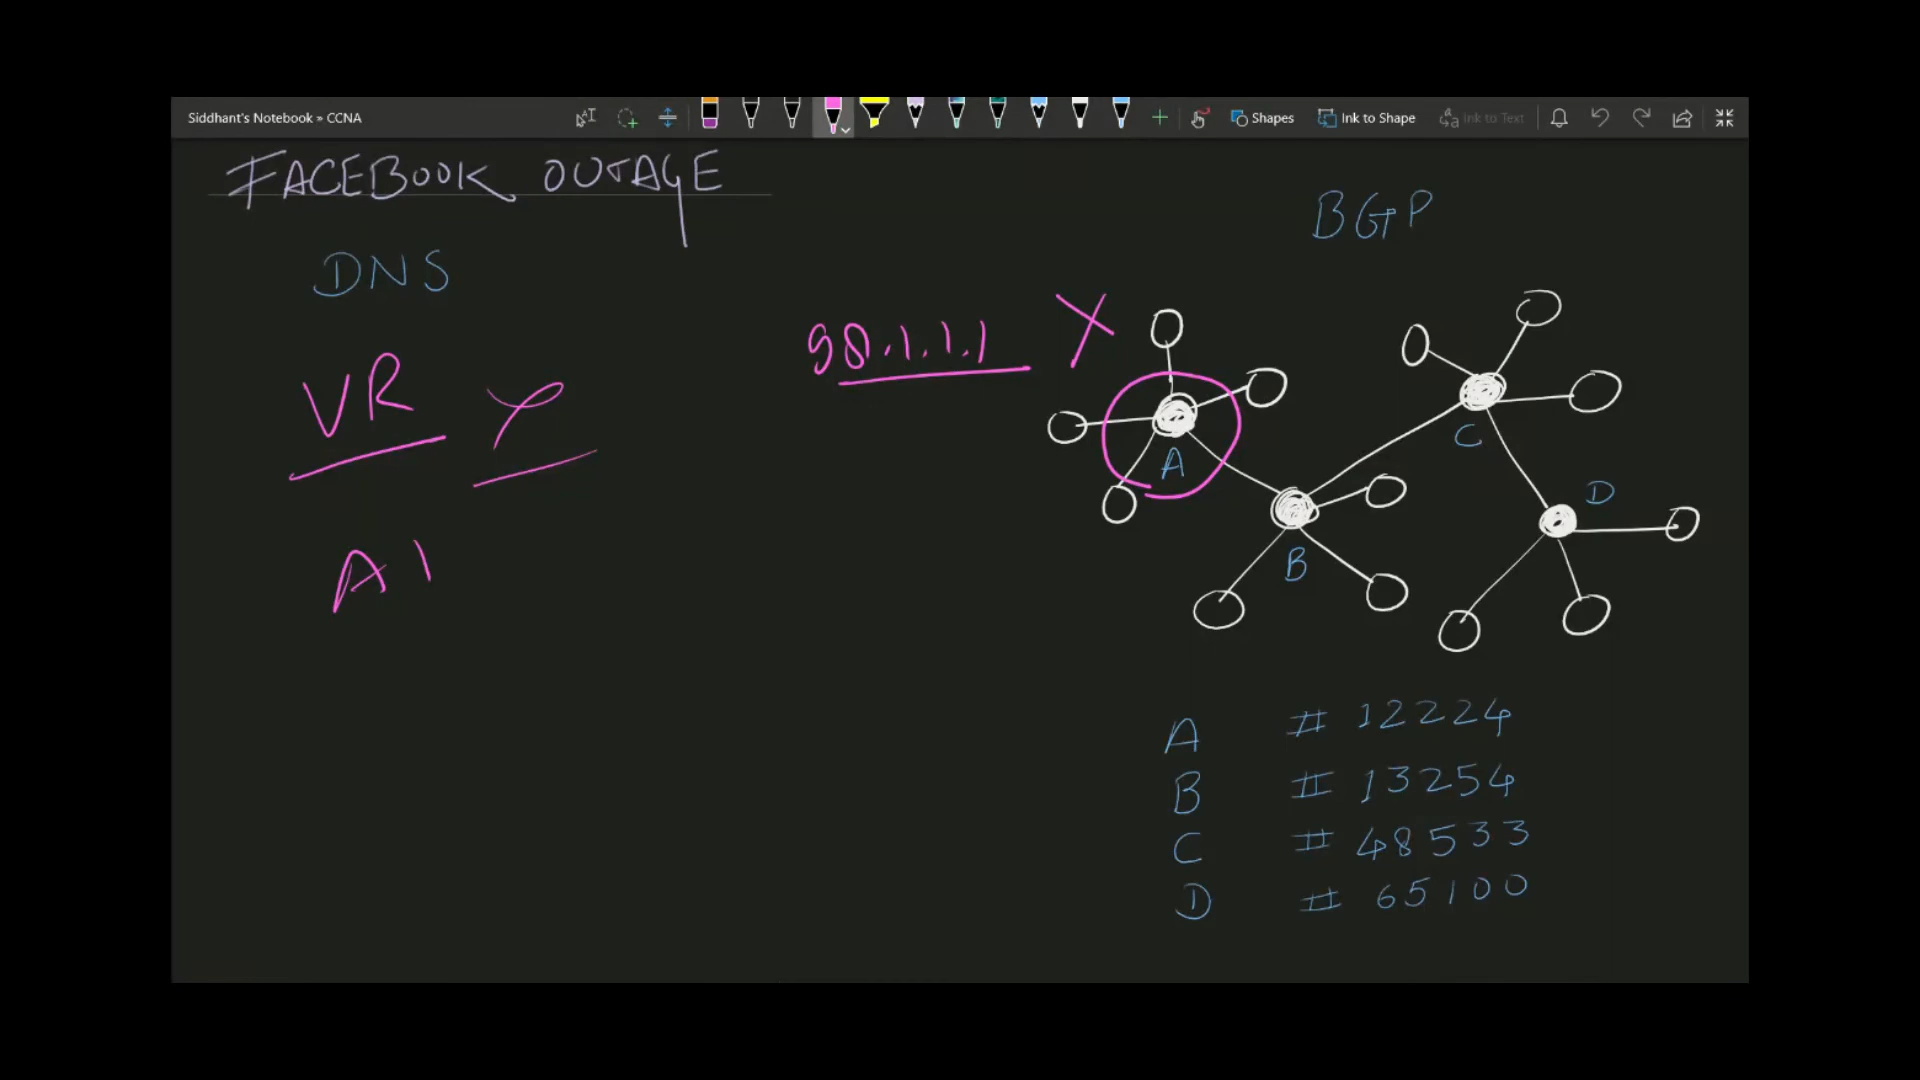 Siddhant's Notebook » CCNA
Shapes
Ink to Shape
Ink to Text
FACEBOOK OUTAGE
BGP
DNS
98.1.1.1 X
VR
A
C
D
B
A # 12224
B # 13254
C # 48533
D # 65100